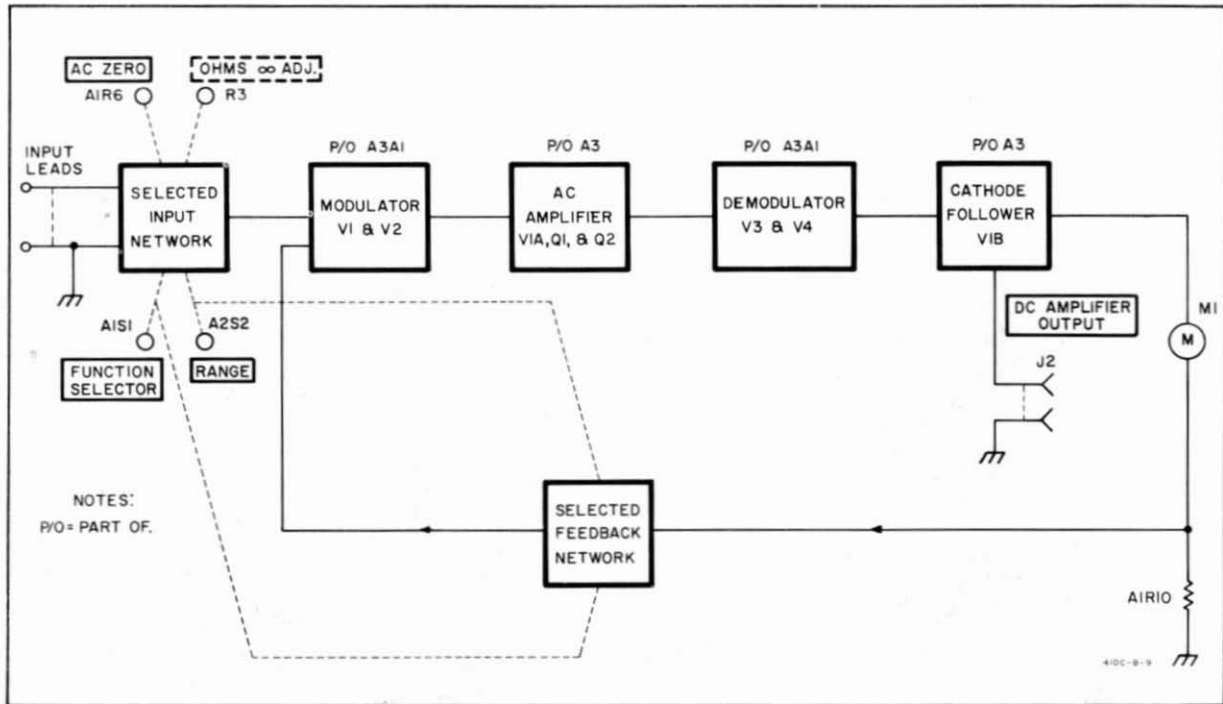 AC ZERO
A1R6
OHMS ∞ ADJ.
R3
INPUT
LEADS
SELECTED
INPUT
NETWORK
A1S1
A2S2
FUNCTION
SELECTOR
RANGE
P/O A3A1
MODULATOR
V1 & V2
P/O A3
AC
AMPLIFIER
V1A, Q1, & Q2
P/O A3A1
DEMODULATOR
V3 & V4
P/O A3
CATHODE
FOLLOWER
V1B
DC AMPLIFIER
OUTPUT
J2
M1
M
NOTES:
P/O = PART OF.
SELECTED
FEEDBACK
NETWORK
A1R10
410C-B-9